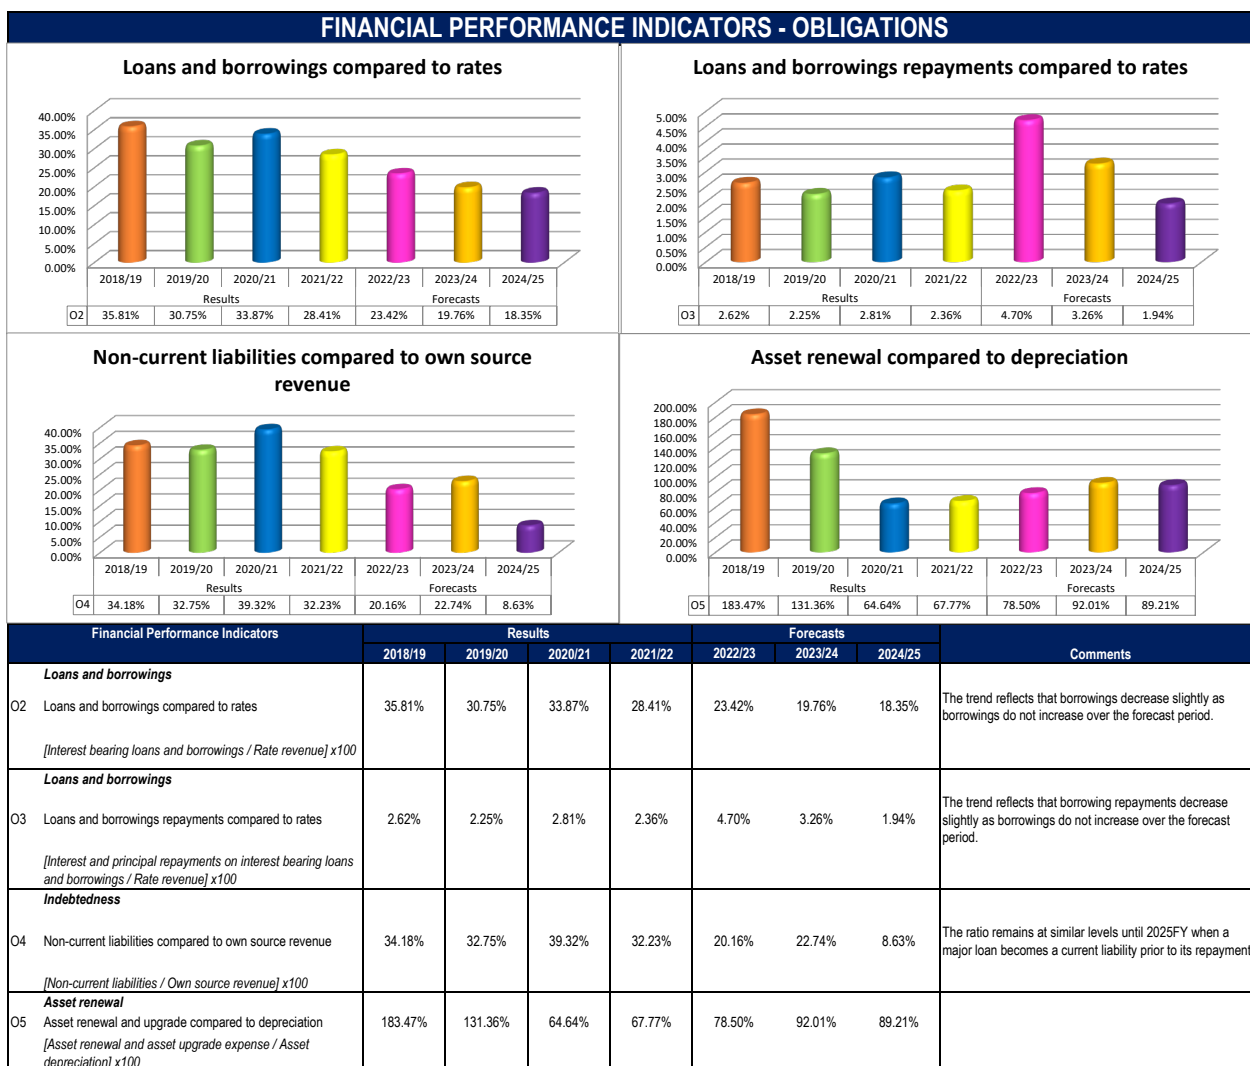 FINANCIAL PERFORMANCE INDICATORS - OBLIGATIONS
Loans and borrowings compared to rates
40.00%
35.00%
30.00%
25.00%
20.00%
15.00%
10.00%
5.00%
0.00%
2018/19 2019/20 2020/21 2021/22 2022/23 2023/24 2024/25
Results Forecasts
O2 35.81% 30.75% 33.87% 28.41% 23.42% 19.76% 18.35%
Loans and borrowings repayments compared to rates
5.00%
4.50%
4.00%
3.50%
3.00%
2.50%
2.00%
1.50%
1.00%
0.50%
0.00%
2018/19 2019/20 2020/21 2021/22 2022/23 2023/24 2024/25
Results Forecasts
O3 2.62% 2.25% 2.81% 2.36% 4.70% 3.26% 1.94%
Non-current liabilities compared to own source
revenue
40.00%
35.00%
30.00%
25.00%
20.00%
15.00%
10.00%
5.00%
0.00%
2018/19 2019/20 2020/21 2021/22 2022/23 2023/24 2024/25
Results Forecasts
O4 34.18% 32.75% 39.32% 32.23% 20.16% 22.74% 8.63%
Asset renewal compared to depreciation
200.00%
180.00%
160.00%
140.00%
120.00%
100.00%
80.00%
60.00%
40.00%
20.00%
0.00%
2018/19 2019/20 2020/21 2021/22 2022/23 2023/24 2024/25
Results Forecasts
O5 183.47% 131.36% 64.64% 67.77% 78.50% 92.01% 89.21%
Financial Performance Indicators Results Forecasts
2018/19 2019/20 2020/21 2021/22 2022/23 2023/24 2024/25 Comments
Loans and borrowings
O2 Loans and borrowings compared to rates 35.81% 30.75% 33.87% 28.41% 23.42% 19.76% 18.35%
The trend reflects that borrowings decrease slightly as
borrowings do not increase over the forecast period.
[Interest bearing loans and borrowings / Rate revenue] x100
Loans and borrowings
O3 Loans and borrowings repayments compared to rates 2.62% 2.25% 2.81% 2.36% 4.70% 3.26% 1.94%
The trend reflects that borrowing repayments decrease
slightly as borrowings do not increase over the forecast
period.
[Interest and principal repayments on interest bearing loans
and borrowings / Rate revenue] x100
Indebtedness
O4 Non-current liabilities compared to own source revenue 34.18% 32.75% 39.32% 32.23% 20.16% 22.74% 8.63%
The ratio remains at similar levels until 2025FY when a
major loan becomes a current liability prior to its repayment
[Non-current liabilities / Own source revenue] x100
Asset renewal
O5 Asset renewal and upgrade compared to depreciation 183.47% 131.36% 64.64% 67.77% 78.50% 92.01% 89.21%
[Asset renewal and asset upgrade expense / Asset
depreciation] x100